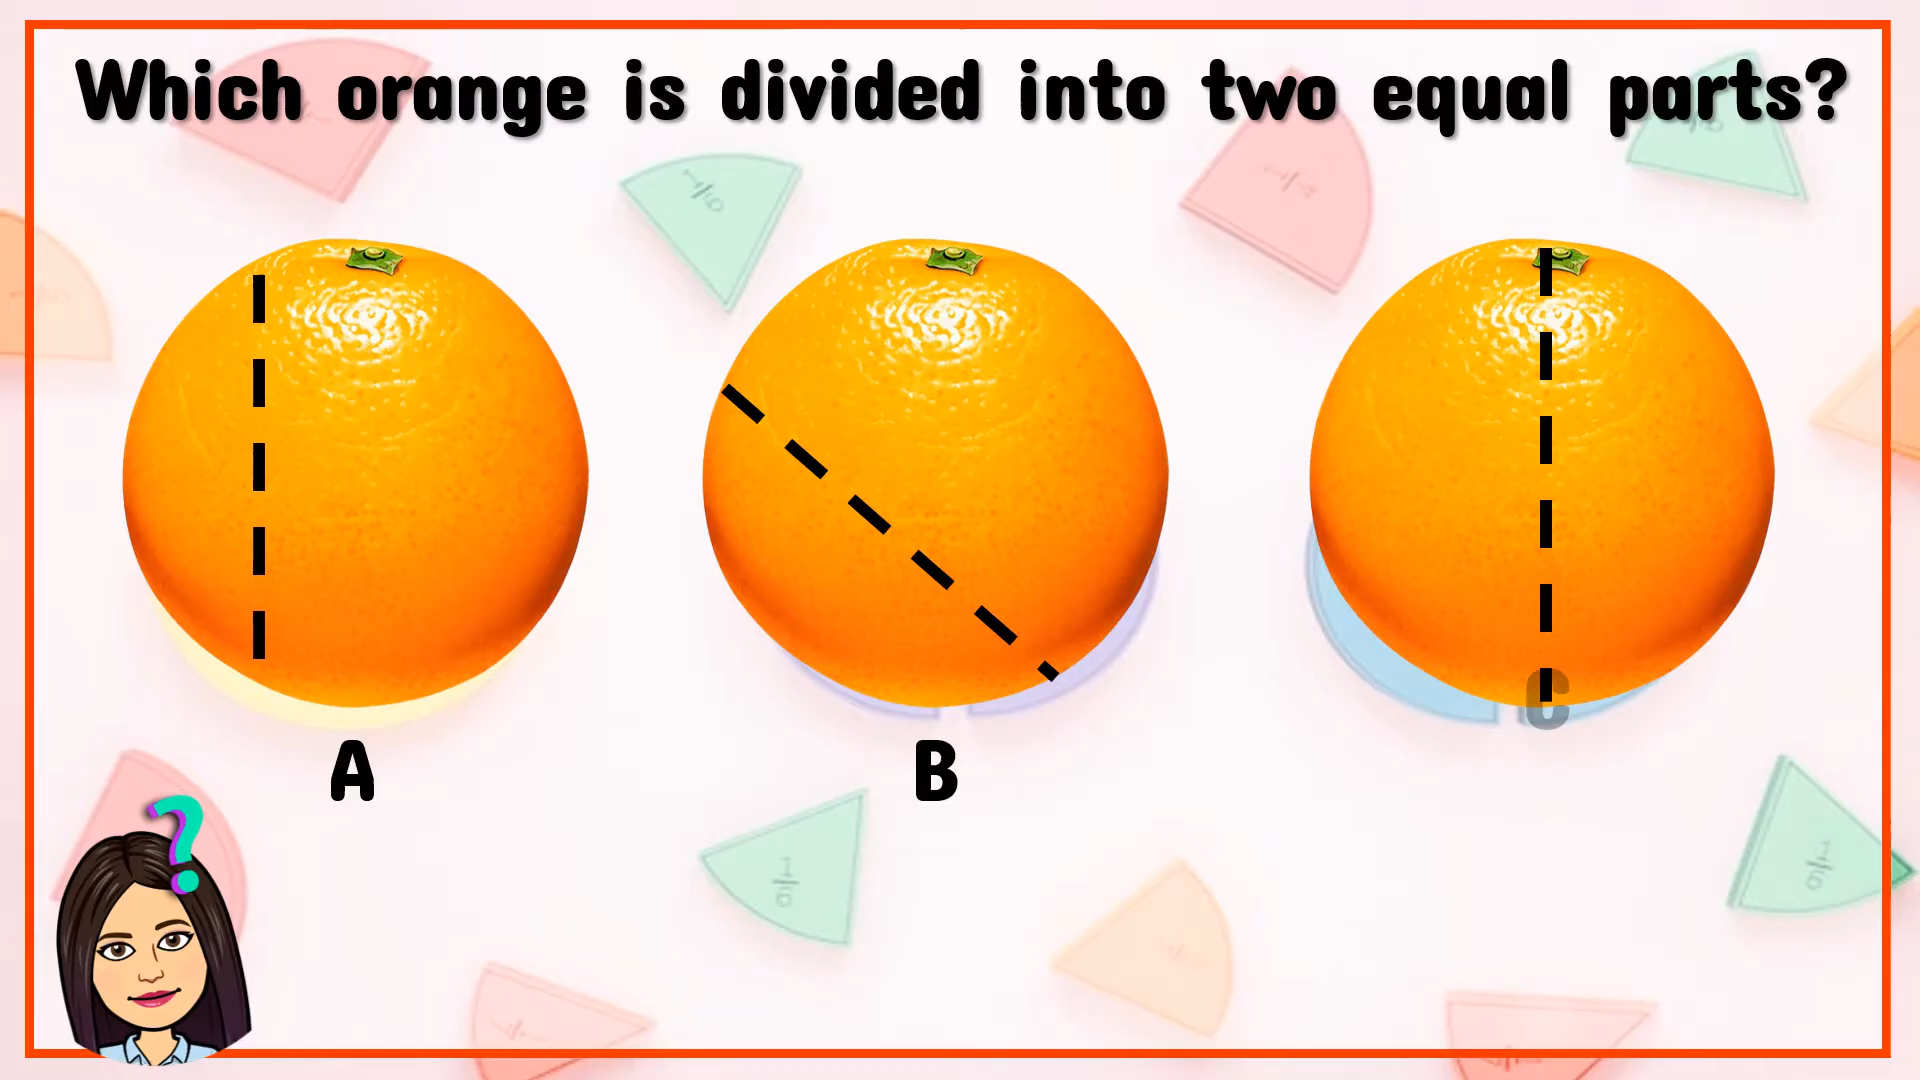 Which orange is divided into two equal parts?
A
B
C
?